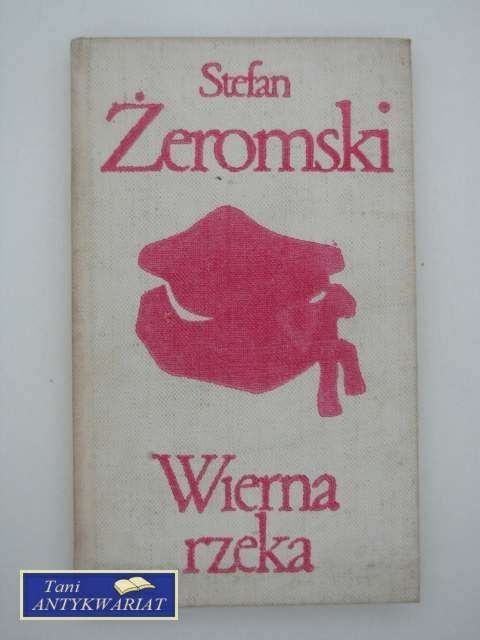 Stefan
Żeromski
Wierna
rzeka
Tani
ANTYKWARIAT